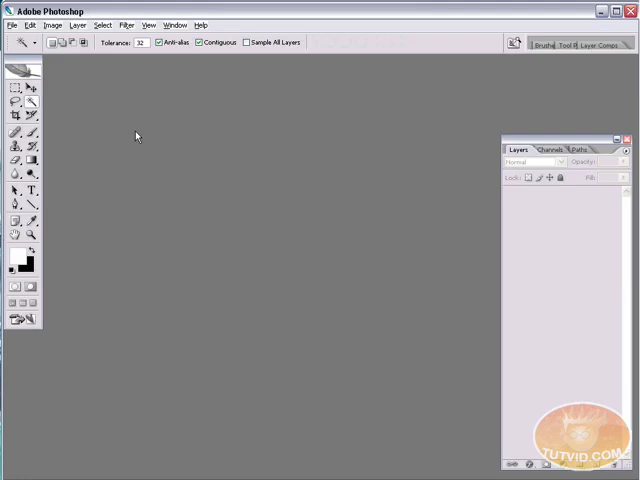 Adobe Photoshop
File Edit Image Layer Select Filter View Window Help
Tolerance: 32 Anti-alias Contiguous Sample All Layers
Brushe Tool P Layer Comps
Layers Channels Paths
Normal Opacity:
Lock: Fill:
T
TUTVID.COM